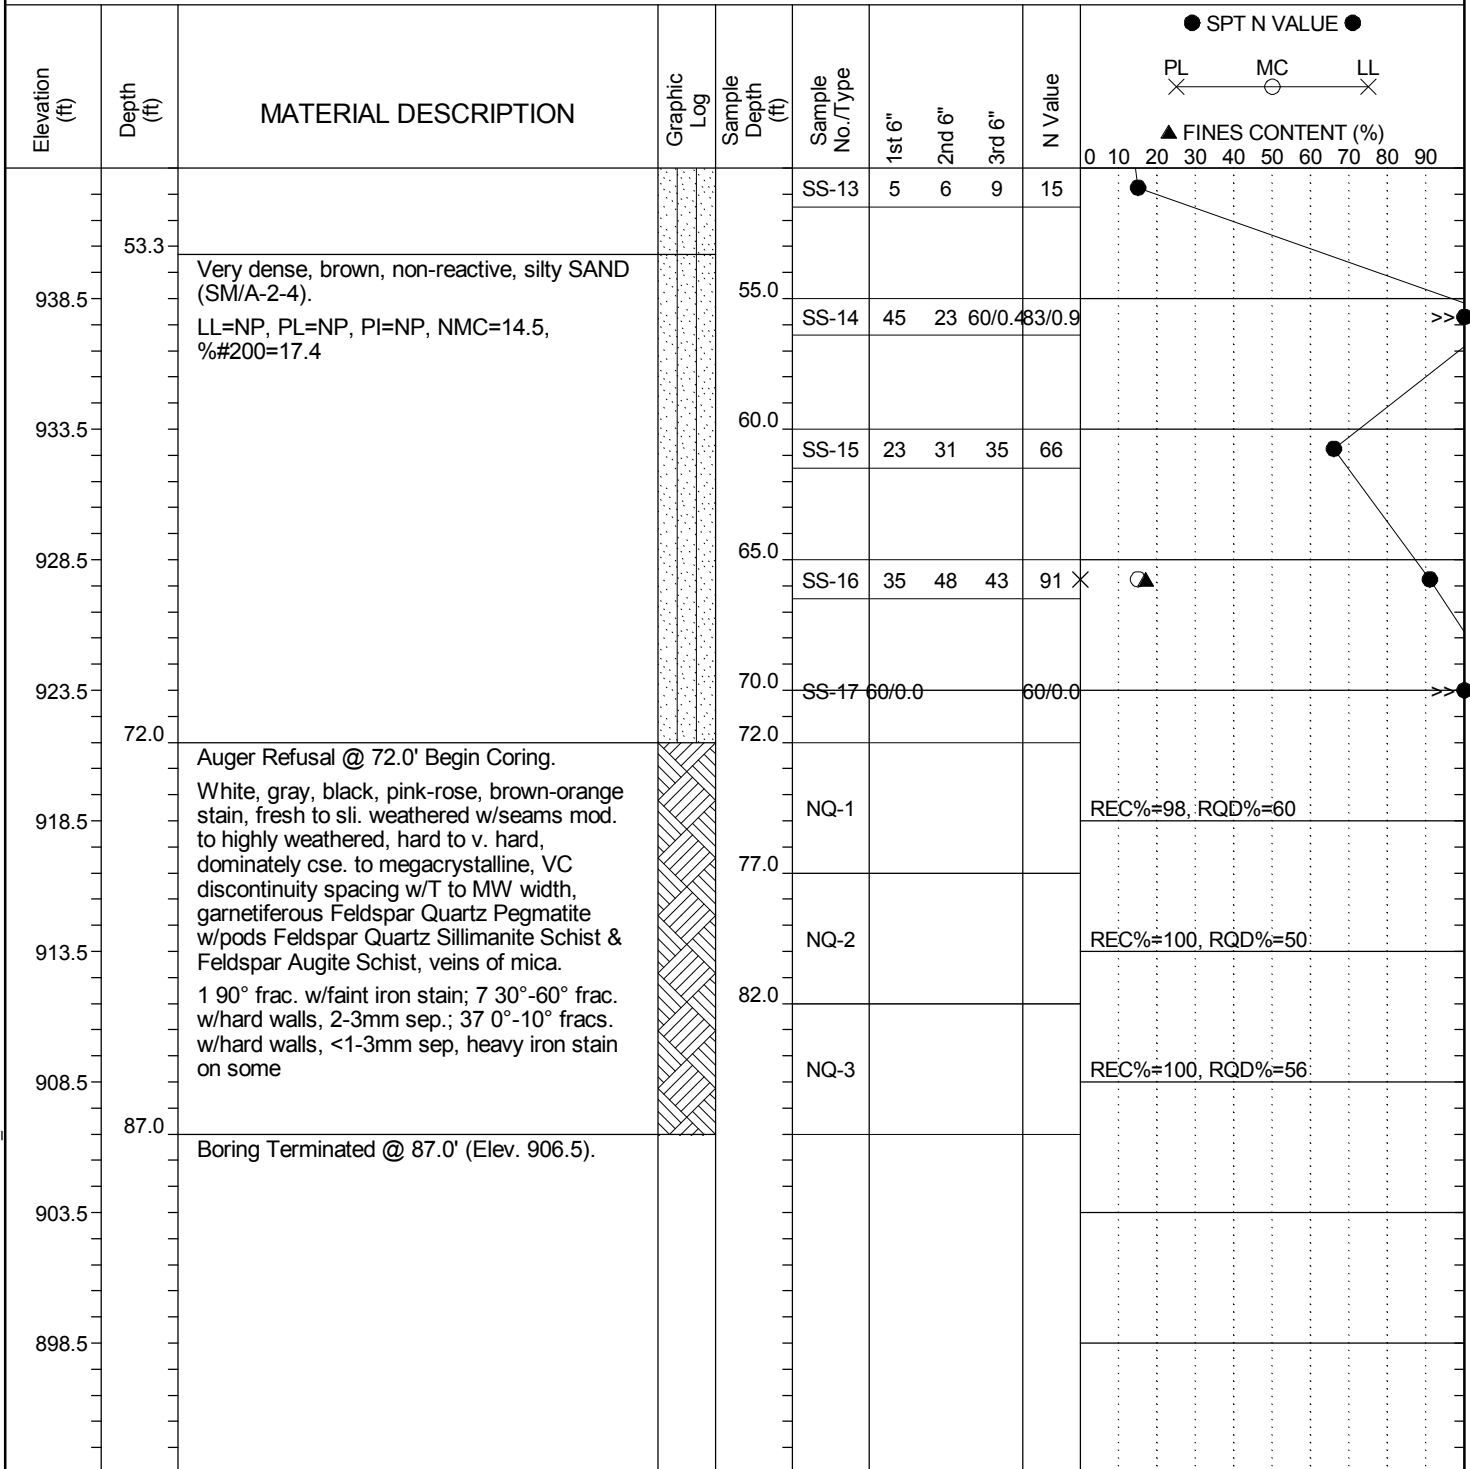 ● SPT N VALUE ●
PL MC LL
▲ FINES CONTENT (%)
0 10 20 30 40 50 60 70 80 90
Elevation (ft)
Depth (ft)
MATERIAL DESCRIPTION
Graphic Log
Sample Depth (ft)
Sample No./Type
1st 6"
2nd 6"
3rd 6"
N Value
SS-13 5 6 9 15
53.3
Very dense, brown, non-reactive, silty SAND
(SM/A-2-4).
938.5 55.0
LL=NP, PL=NP, PI=NP, NMC=14.5,
%#200=17.4
SS-14 45 23 60/0.4 83/0.9 >>
933.5 60.0
SS-15 23 31 35 66
928.5 65.0
SS-16 35 48 43 91
923.5 70.0
SS-17 60/0.0 60/0.0 >>
72.0 72.0
Auger Refusal @ 72.0' Begin Coring.
White, gray, black, pink-rose, brown-orange
stain, fresh to sli. weathered w/seams mod.
to highly weathered, hard to v. hard,
dominately cse. to megacrystalline, VC
discontinuity spacing w/T to MW width,
garnetiferous Feldspar Quartz Pegmatite
w/pods Feldspar Quartz Sillimanite Schist &
Feldspar Augite Schist, veins of mica.
1 90° frac. w/faint iron stain; 7 30°-60° frac.
w/hard walls, 2-3mm sep.; 37 0°-10° fracs.
w/hard walls, <1-3mm sep, heavy iron stain
on some
NQ-1 REC%=98, RQD%=60
918.5
77.0
NQ-2 REC%=100, RQD%=50
913.5
82.0
NQ-3 REC%=100, RQD%=56
908.5
87.0
Boring Terminated @ 87.0' (Elev. 906.5).
903.5
898.5